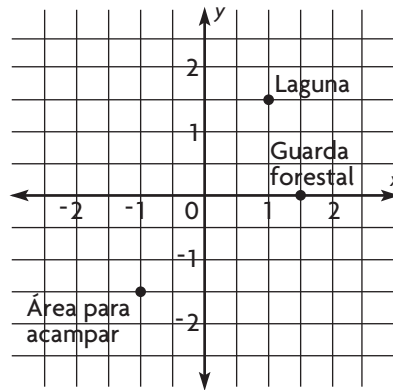 y
2
Laguna
1
Guarda
forestal
x
-2 -1 0 1 2
-1
Área para
acampar
-2